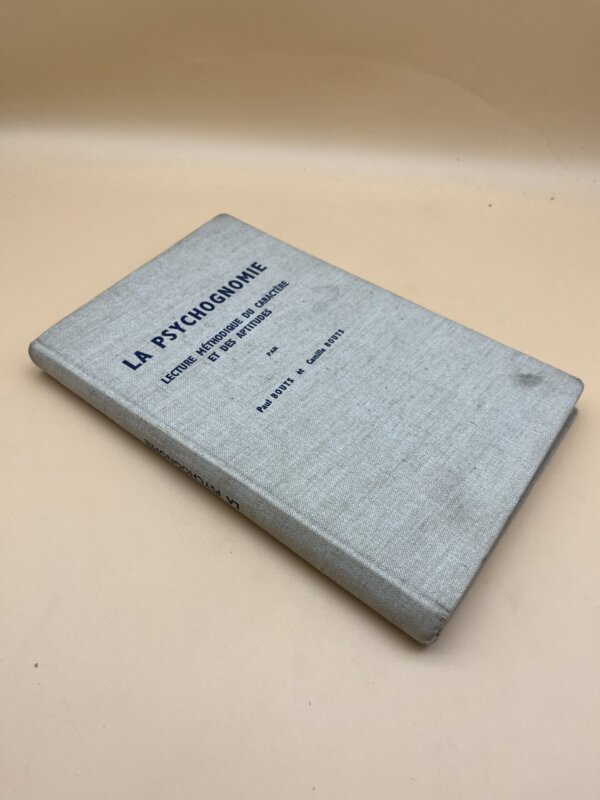 LA PSYCHOGNOMIE
LECTURE MÉTHODIQUE DU CARACTÈRE
ET DES APTITUDES
PAR
Paul BOUTS et Camille BOUTS
LA PSYCHOGNOMIE